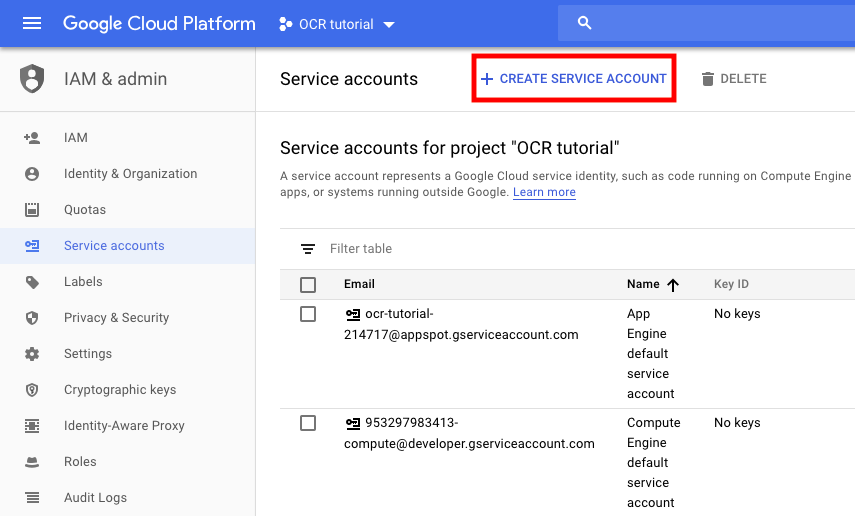 Google Cloud Platform
OCR tutorial
IAM & admin
Service accounts
CREATE SERVICE ACCOUNT
DELETE
IAM
Identity & Organization
Quotas
Service accounts
Labels
Privacy & Security
Settings
Cryptographic keys
Identity-Aware Proxy
Roles
Audit Logs
Service accounts for project "OCR tutorial"
A service account represents a Google Cloud service identity, such as code running on Compute Engine
apps, or systems running outside Google. Learn more
Filter table
Email Name Key ID
ocr-tutorial-
214717@appspot.gserviceaccount.com
App
Engine
default
service
account
No keys
953297983413-
compute@developer.gserviceaccount.com
Compute
Engine
default
service
account
No keys